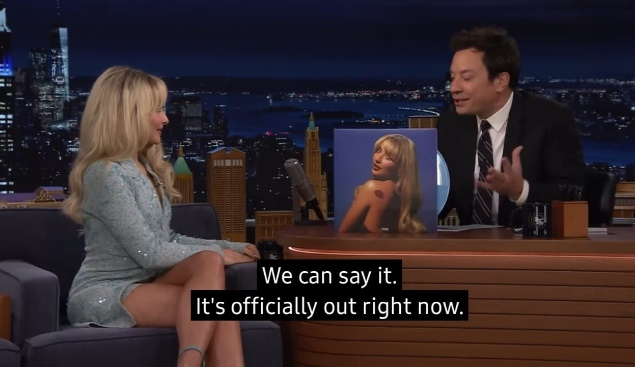 We can say it.
It's officially out right now.